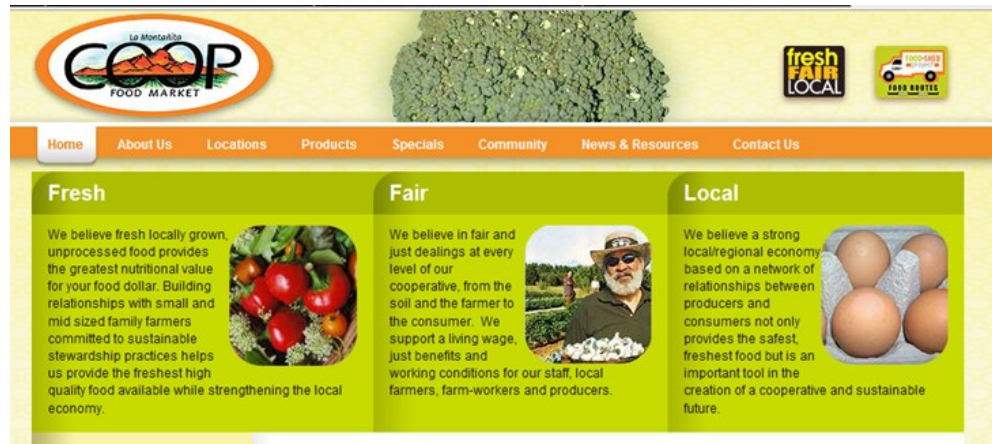 La Montañita
COOP
FOOD MARKET
fresh
FAIR
LOCAL
FOOD-SHED
FOOD ROUTES
Home About Us Locations Products Specials Community News & Resources Contact Us
Fresh
We believe fresh locally grown,
unprocessed food provides
the greatest nutritional value
for your food dollar. Building
relationships with small and
mid sized family farmers
committed to sustainable
stewardship practices helps
us provide the freshest high
quality food available while strengthening the local
economy.
Fair
We believe in fair and
just dealings at every
level of our
cooperative, from the
soil and the farmer to
the consumer. We
support a living wage,
just benefits and
working conditions for our staff, local
farmers, farm-workers and producers.
Local
We believe a strong
local/regional economy
based on a network of
relationships between
producers and
consumers not only
provides the safest,
freshest food but is an
important tool in the
creation of a cooperative and sustainable
future.